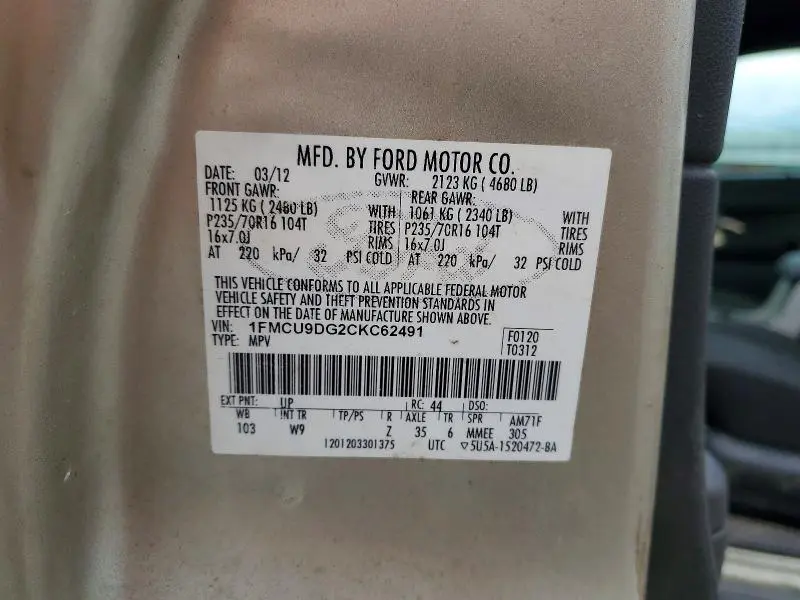 MFD. BY FORD MOTOR CO.
DATE: 03/12 GVWR: 2123 KG ( 4680 LB)
FRONT GAWR: REAR GAWR:
1125 KG ( 2480 LB) WITH 1061 KG ( 2340 LB) WITH
P235/70R16 104T TIRES P235/70R16 104T TIRES
16x7.0J RIMS 16x7.0J RIMS
AT 220 kPa/ 32 PSI COLD AT 220 kPa/ 32 PSI COLD
THIS VEHICLE CONFORMS TO ALL APPLICABLE FEDERAL MOTOR
VEHICLE SAFETY AND THEFT PREVENTION STANDARDS IN
EFFECT ON THE DATE OF MANUFACTURE SHOWN ABOVE.
VIN: 1FMCU9DG2CKC62491 F0120
TYPE: MPV T0312
EXT PNT: UP RC: 44 DSO:
WB INT TR TP/PS R AXLE TR SPR AM71F
103 W9 Z 35 6 MMEE 305
1201203301375 UTC ▽5U5A-1520472-BA
Ford